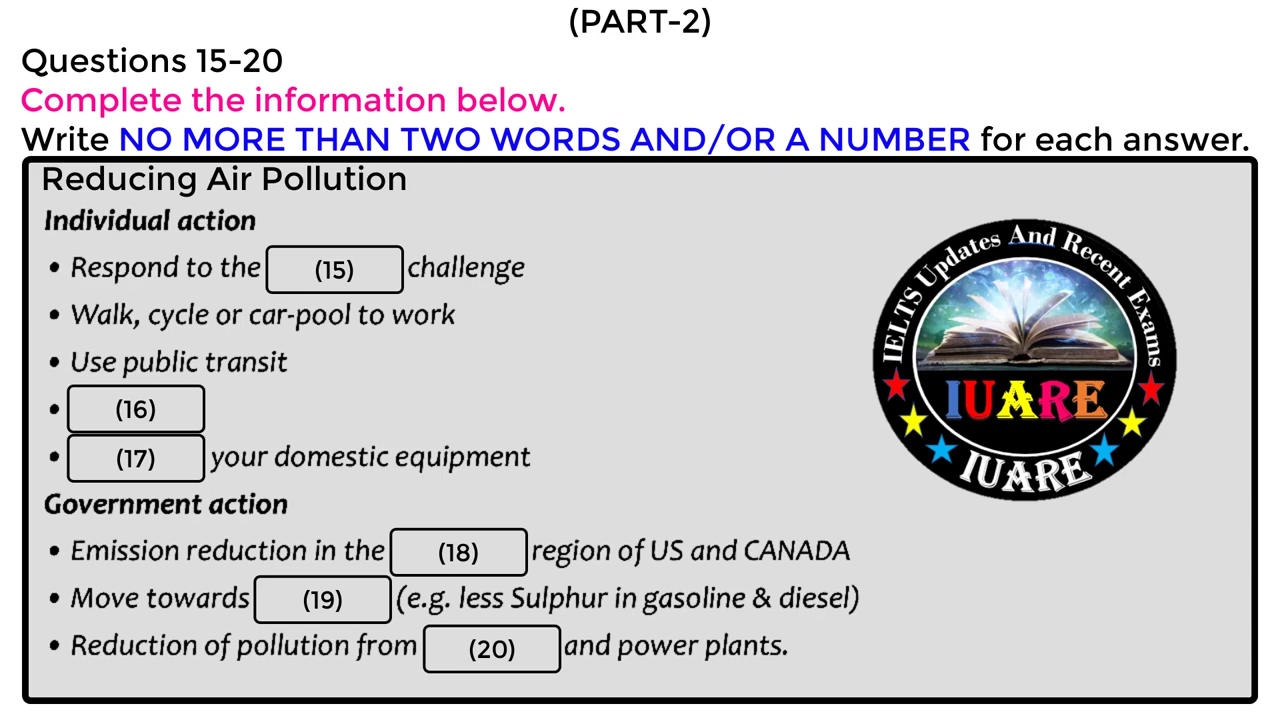 (PART-2)
Questions 15-20
Complete the information below.
Write NO MORE THAN TWO WORDS AND/OR A NUMBER for each answer.
Reducing Air Pollution
Individual action
• Respond to the (15) challenge
• Walk, cycle or car-pool to work
• Use public transit
• (16)
• (17) your domestic equipment
Government action
• Emission reduction in the (18) region of US and CANADA
• Move towards (19) (e.g. less Sulphur in gasoline & diesel)
• Reduction of pollution from (20) and power plants.
IELTS Updates And Recent Exams
IUARE
IUARE